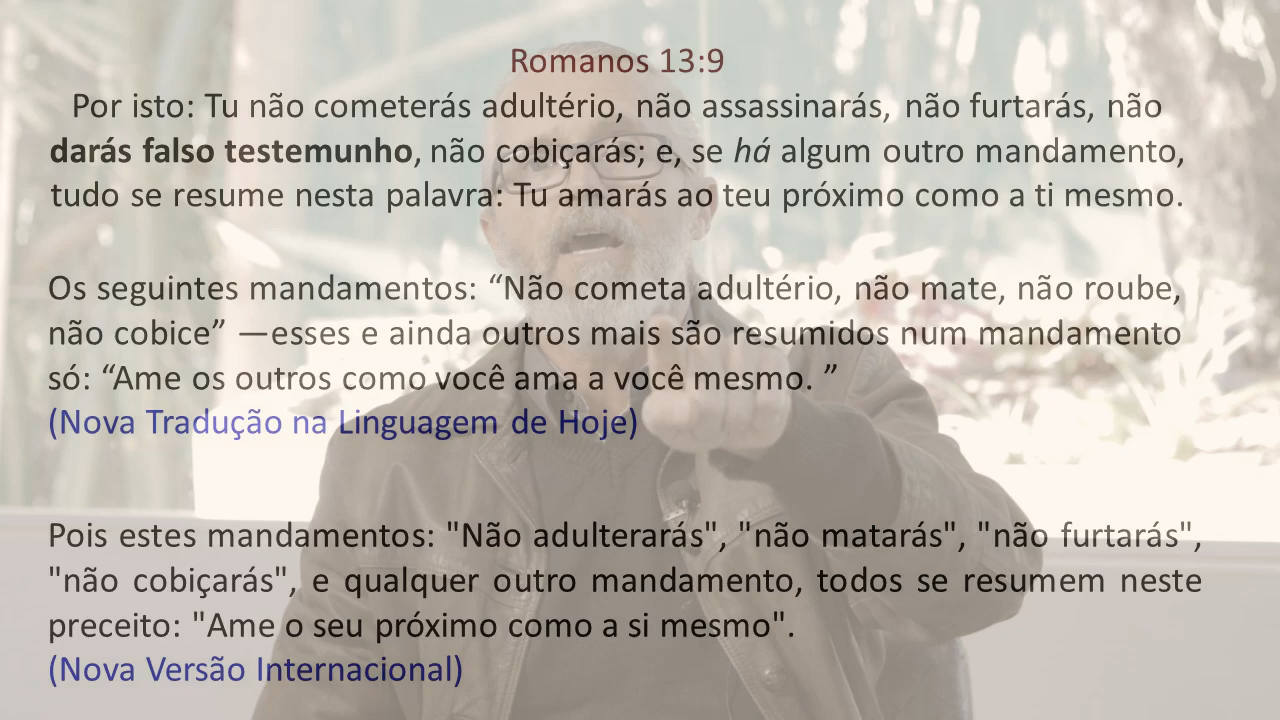 Romanos 13:9
Por isto: Tu não cometerás adultério, não assassinarás, não furtarás, não
darás falso testemunho, não cobiçarás; e, se há algum outro mandamento,
tudo se resume nesta palavra: Tu amarás ao teu próximo como a ti mesmo.
Os seguintes mandamentos: “Não cometa adultério, não mate, não roube,
não cobice” —esses e ainda outros mais são resumidos num mandamento
só: “Ame os outros como você ama a você mesmo. ”
(Nova Tradução na Linguagem de Hoje)
Pois estes mandamentos: "Não adulterarás", "não matarás", "não furtarás",
"não cobiçarás", e qualquer outro mandamento, todos se resumem neste
preceito: "Ame o seu próximo como a si mesmo".
(Nova Versão Internacional)